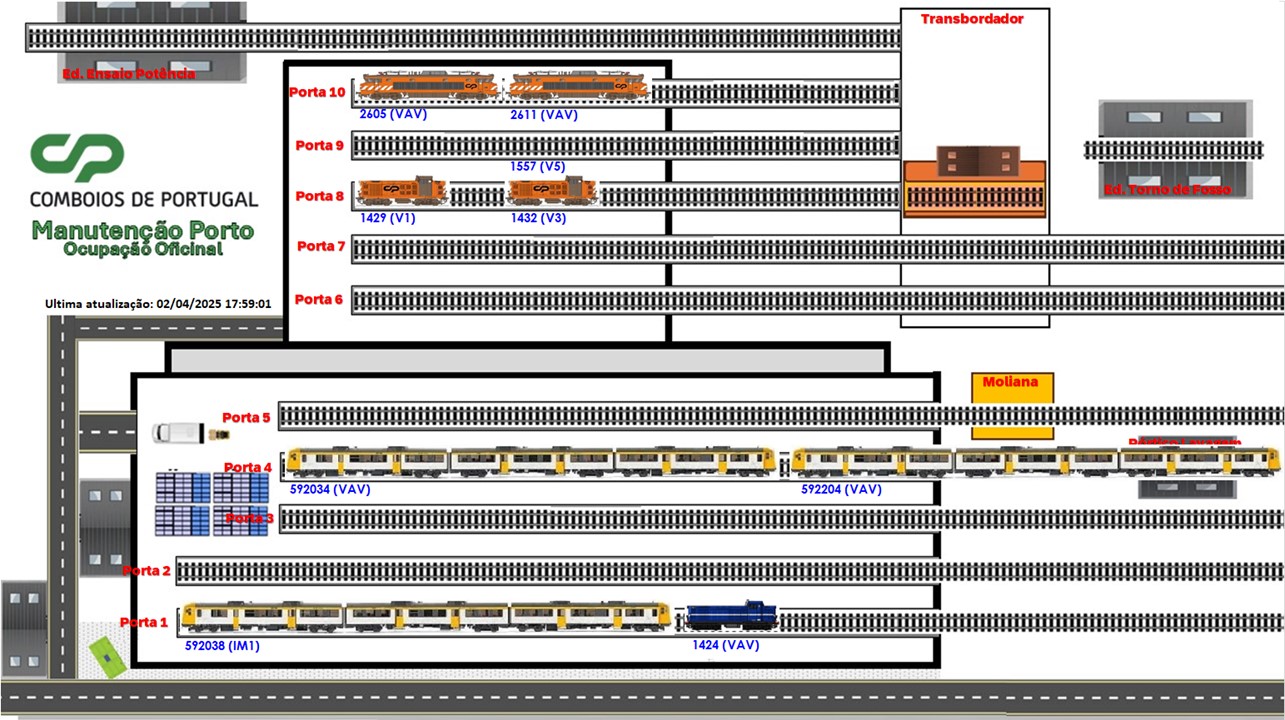 Transbordador
Ed. Ensaio Potência
Porta 10
2605 (VAV)
2611 (VAV)
CP
COMBOIOS DE PORTUGAL
Manutenção Porto
Ocupação Oficinal
Porta 9
1557 (V5)
Porta 8
1429 (V1)
1432 (V3)
Ed. Torno de Fosso
Porta 7
Porta 6
Ultima atualização: 02/04/2025 17:59:01
Moliana
Porta 5
Porta 4
592034 (VAV)
592204 (VAV)
Porta 3
Porta 2
Porta 1
592038 (IM1)
1424 (VAV)